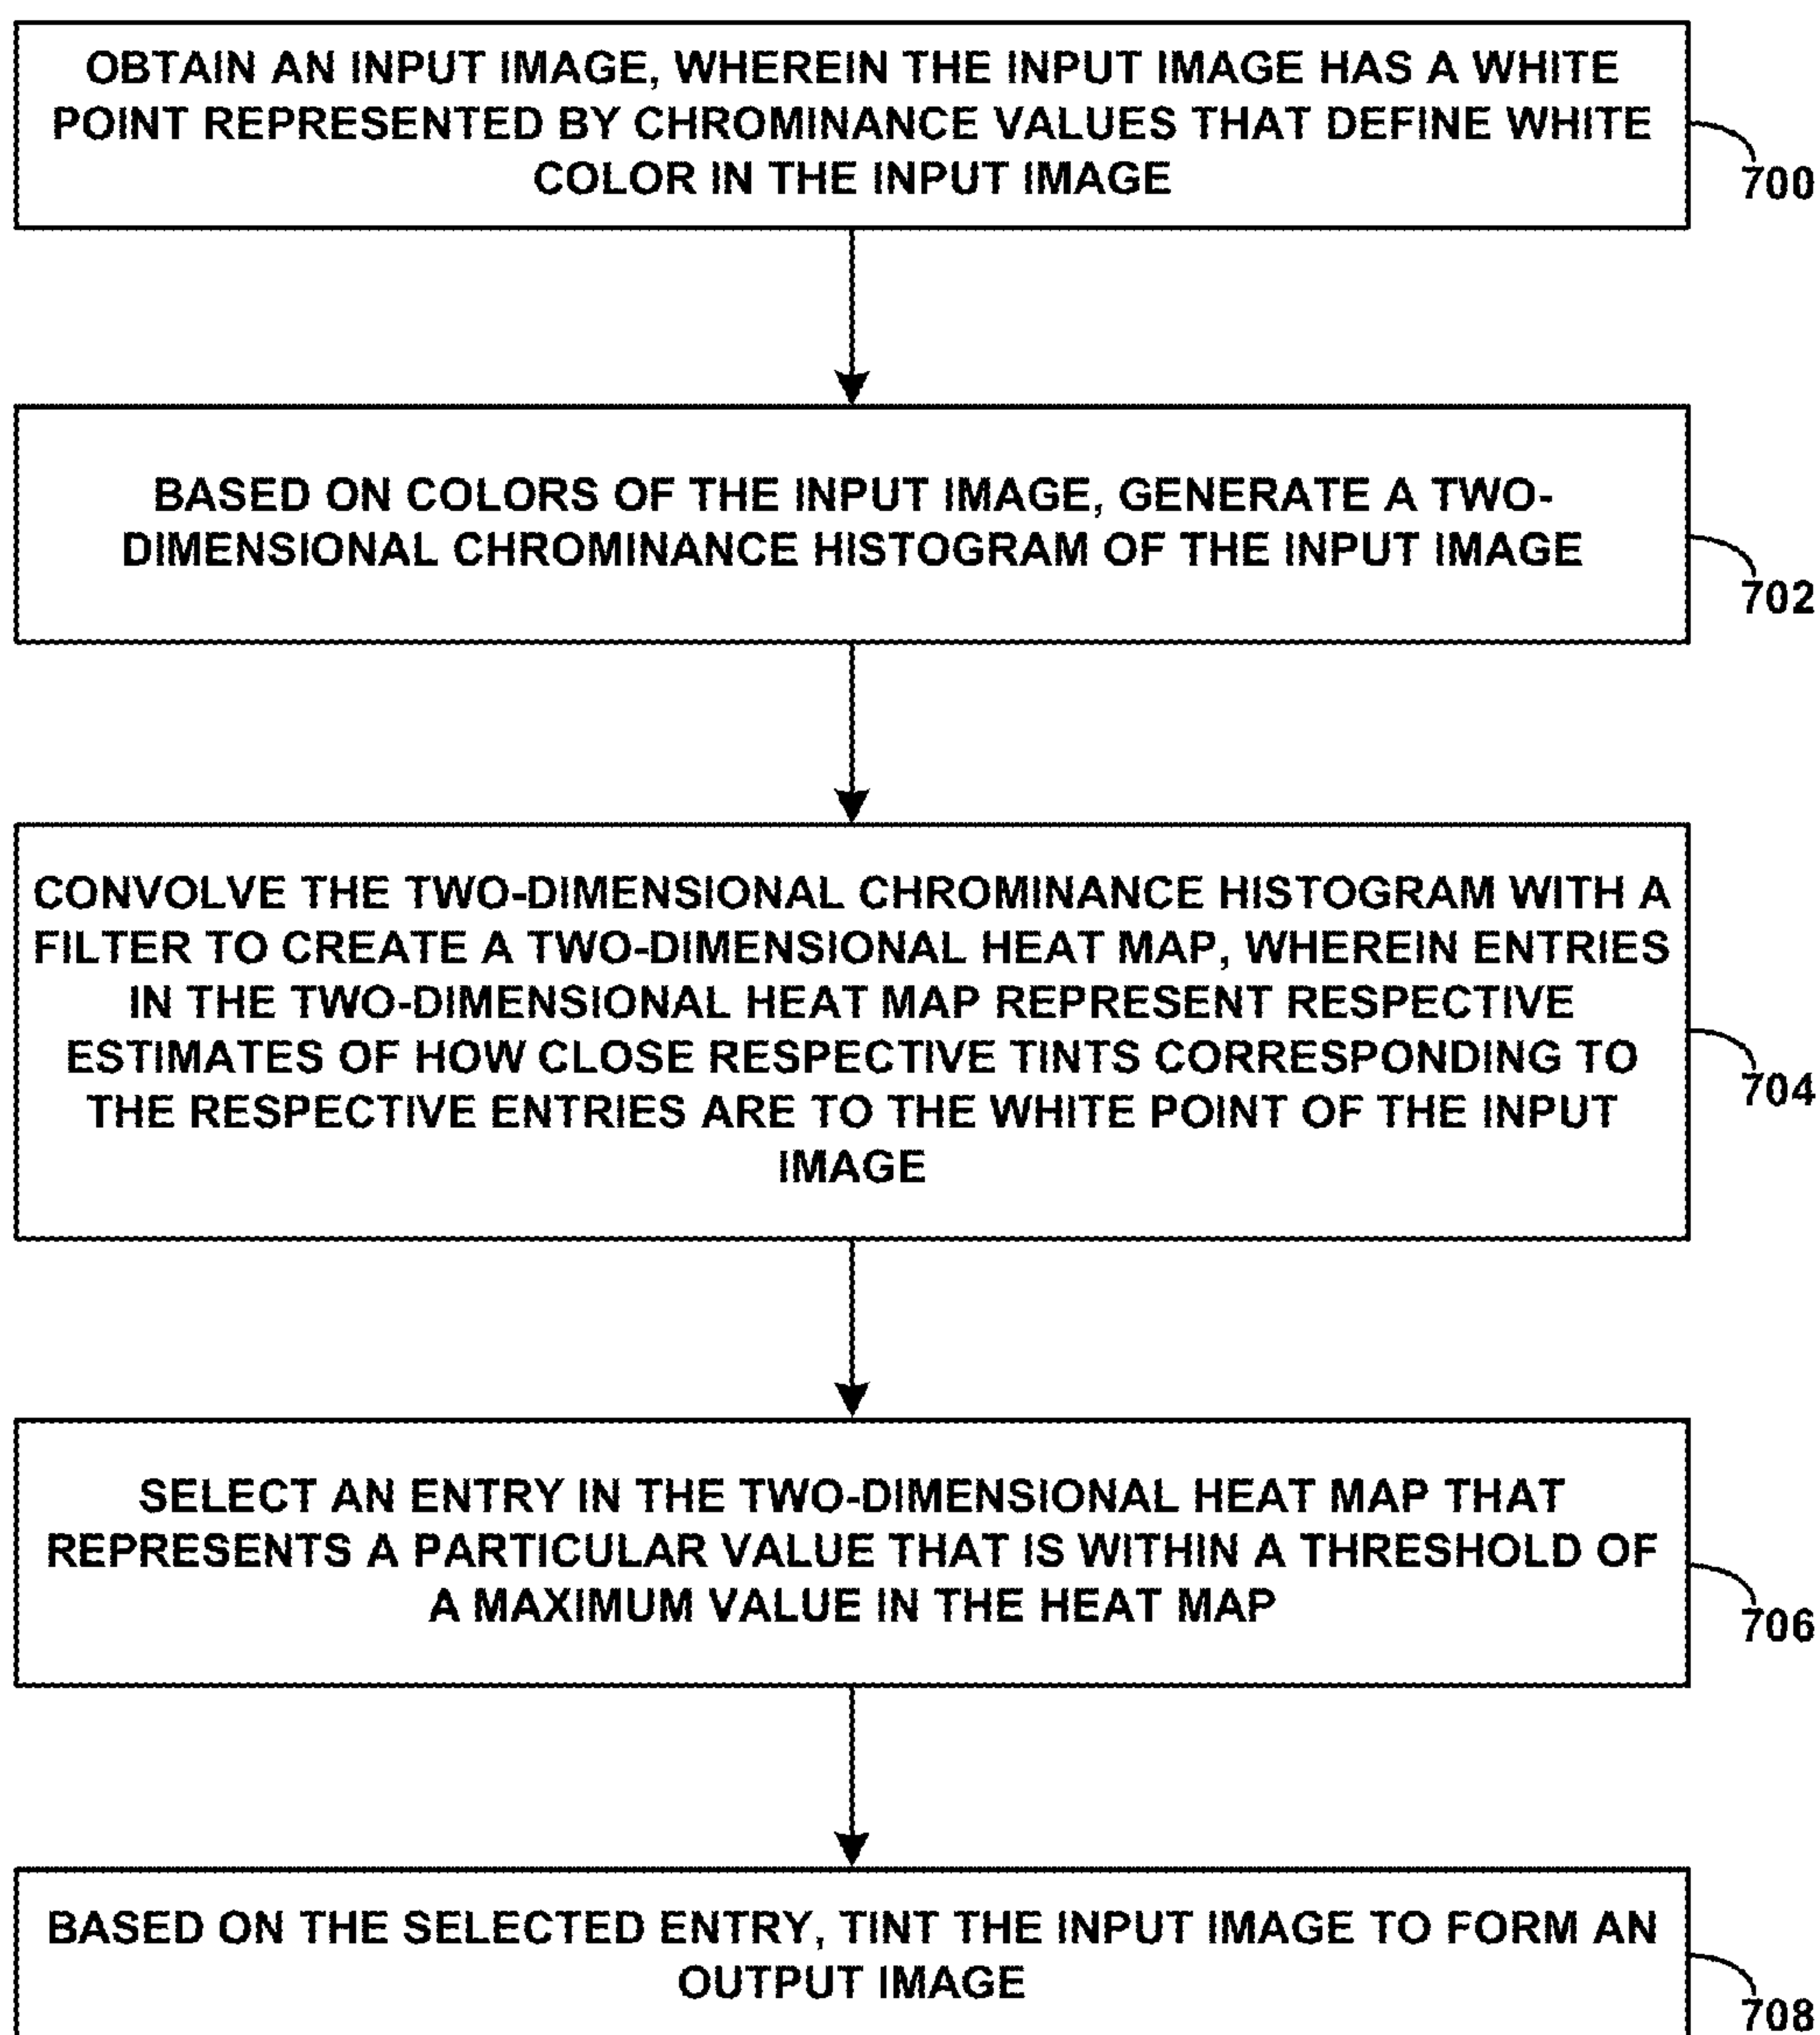 OBTAIN AN INPUT IMAGE, WHEREIN THE INPUT IMAGE HAS A WHITE
POINT REPRESENTED BY CHROMINANCE VALUES THAT DEFINE WHITE
COLOR IN THE INPUT IMAGE
700
BASED ON COLORS OF THE INPUT IMAGE, GENERATE A TWO-
DIMENSIONAL CHROMINANCE HISTOGRAM OF THE INPUT IMAGE
702
CONVOLVE THE TWO-DIMENSIONAL CHROMINANCE HISTOGRAM WITH A
FILTER TO CREATE A TWO-DIMENSIONAL HEAT MAP, WHEREIN ENTRIES
IN THE TWO-DIMENSIONAL HEAT MAP REPRESENT RESPECTIVE
ESTIMATES OF HOW CLOSE RESPECTIVE TINTS CORRESPONDING TO
THE RESPECTIVE ENTRIES ARE TO THE WHITE POINT OF THE INPUT
IMAGE
704
SELECT AN ENTRY IN THE TWO-DIMENSIONAL HEAT MAP THAT
REPRESENTS A PARTICULAR VALUE THAT IS WITHIN A THRESHOLD OF
A MAXIMUM VALUE IN THE HEAT MAP
706
BASED ON THE SELECTED ENTRY, TINT THE INPUT IMAGE TO FORM AN
OUTPUT IMAGE
708